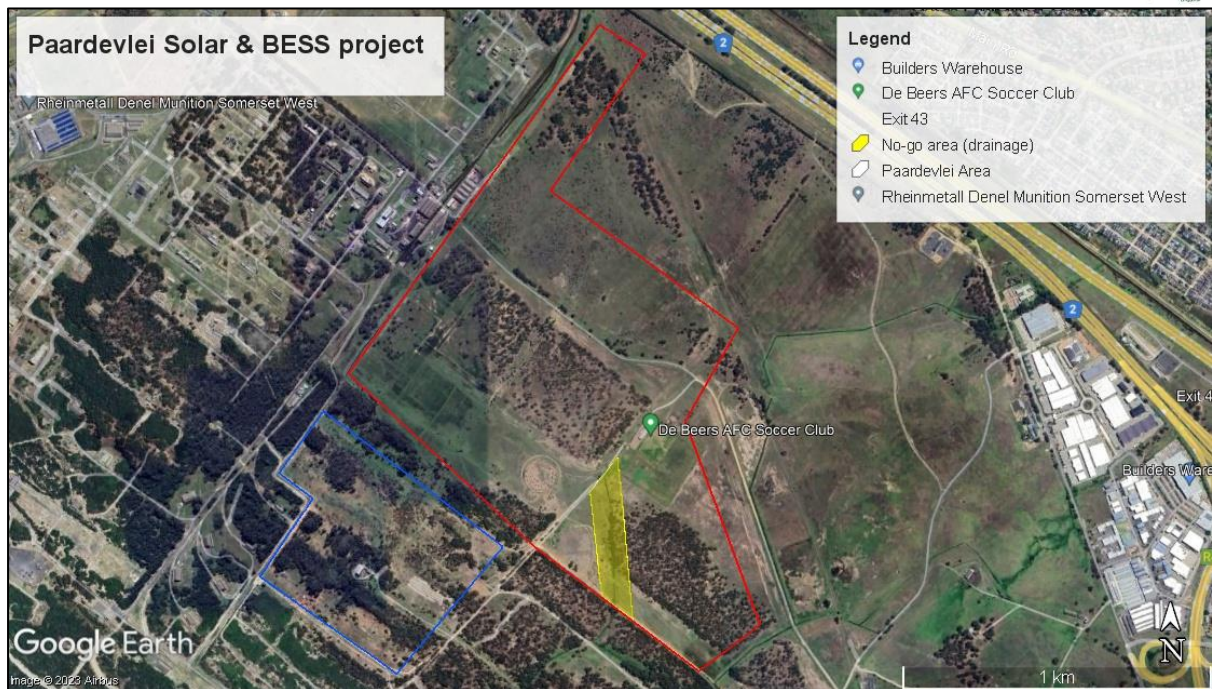 Paardevlei Solar & BESS project
Legend
Builders Warehouse
De Beers AFC Soccer Club
Exit 43
No-go area (drainage)
Paardevlei Area
Rheinmetall Denel Munition Somerset West
Rheinmetall Denel Munition Somerset West
2
2
Exit 4
De Beers AFC Soccer Club
Builders Ware
R
Google Earth
Image © 2023 Airbus
1 km
N